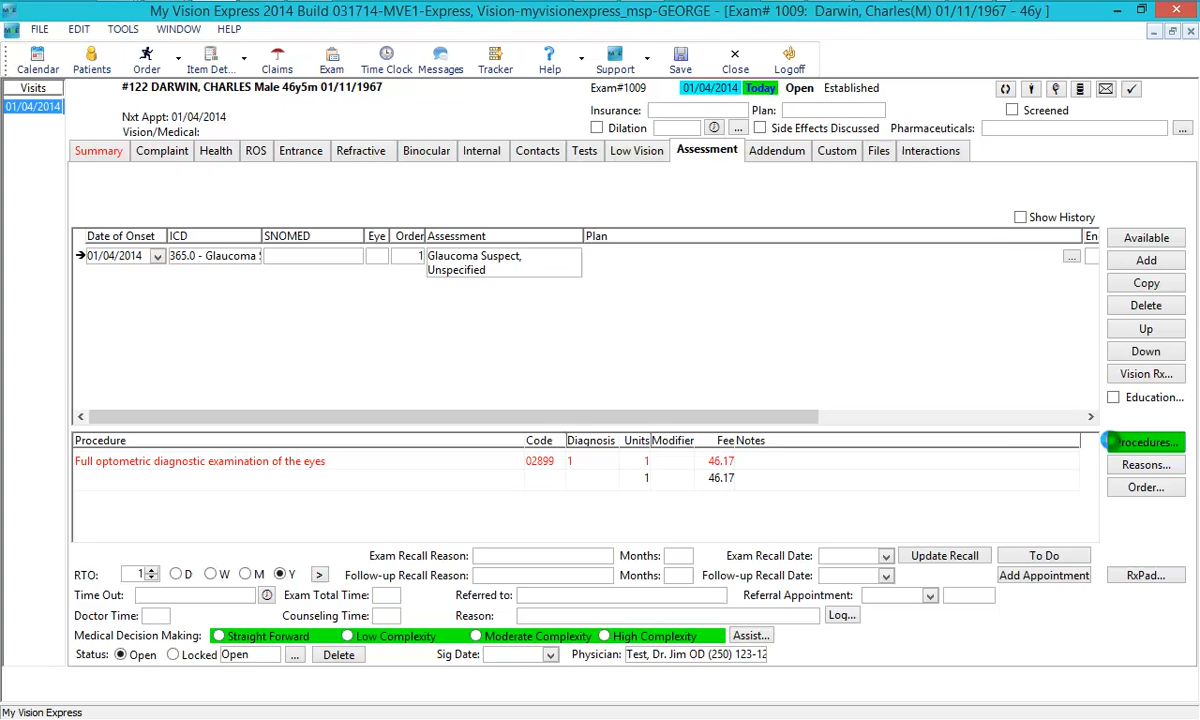 My Vision Express 2014 Build 031714-MVE1-Express, Vision-myvisionexpress_msp-GEORGE - [Exam# 1009: Darwin, Charles(M) 01/11/1967 - 46y ]
FILE EDIT TOOLS WINDOW HELP
Calendar Patients Order Item Det... Claims Exam Time Clock Messages Tracker Help Support Save Close Logoff
Visits
01/04/2014
#122 DARWIN, CHARLES Male 46y5m 01/11/1967
Nxt Appt: 01/04/2014
Vision/Medical:
Exam#1009 01/04/2014 Today Open Established
Insurance: Plan: Screened
Dilation ... Side Effects Discussed Pharmaceuticals: ...
Summary Complaint Health ROS Entrance Refractive Binocular Internal Contacts Tests Low Vision Assessment Addendum Custom Files Interactions
Show History
Date of Onset ICD SNOMED Eye Order Assessment Plan En
01/04/2014 365.0 - Glaucoma 1 Glaucoma Suspect, ...
Unspecified
Available
Add
Copy
Delete
Up
Down
Vision Rx...
Education...
Procedure Code Diagnosis Units Modifier Fee Notes
Full optometric diagnostic examination of the eyes 02899 1 1 46.17
1 46.17
rocedures...
Reasons...
Order...
Exam Recall Reason: Months: Exam Recall Date: Update Recall To Do
RTO: 1 D W M Y > Follow-up Recall Reason: Months: Follow-up Recall Date: Add Appointment RxPad...
Time Out: Exam Total Time: Referred to: Referral Appointment:
Doctor Time: Counseling Time: Reason: Log...
Medical Decision Making: Straight Forward Low Complexity Moderate Complexity High Complexity Assist...
Status: Open Locked Open ... Delete Sig Date: Physician: Test, Dr. Jim OD (250) 123-12
My Vision Express